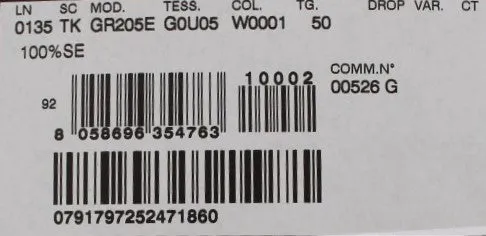 LN SC MOD. TESS. COL. TG. DROP VAR. CT
0135 TK GR205E G0U05 W0001 50
100%SE
COMM.N°
00526 G
10002
92
8 058696 354763
0791797252471860